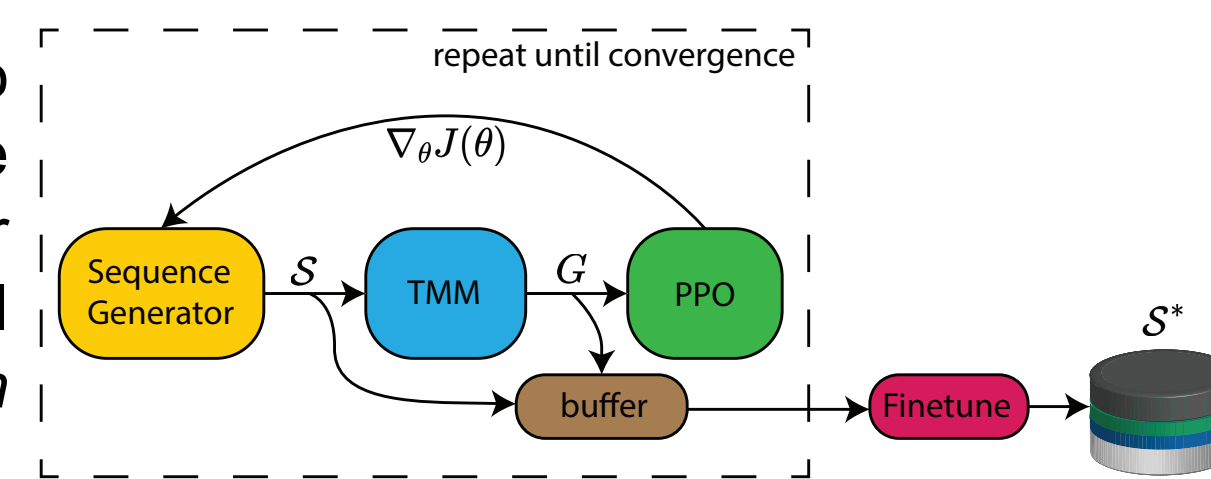 repeat until convergence
∇θJ(θ)
Sequence
Generator
S
TMM
G
PPO
buffer
Finetune
S*